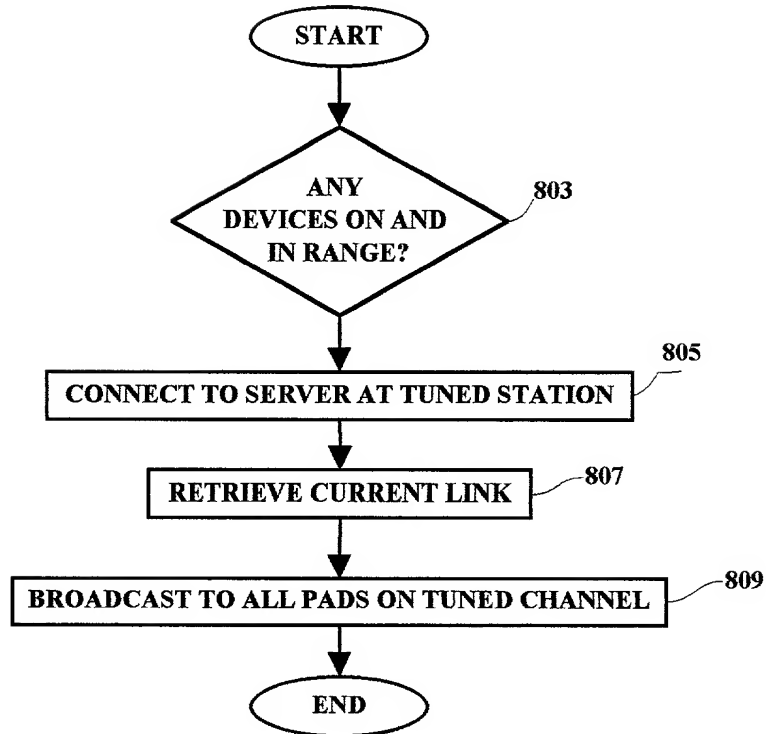 START
ANY
DEVICES ON AND
IN RANGE?
803
805
CONNECT TO SERVER AT TUNED STATION
RETRIEVE CURRENT LINK
807
BROADCAST TO ALL PADS ON TUNED CHANNEL
809
END